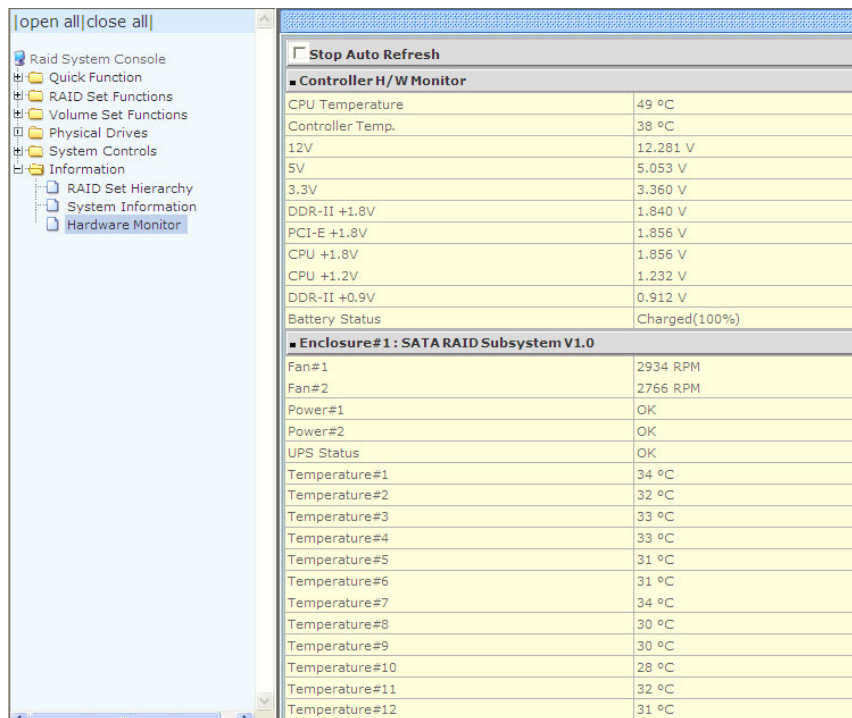 |open all|close all|
Raid System Console
Quick Function
RAID Set Functions
Volume Set Functions
Physical Drives
System Controls
Information
RAID Set Hierarchy
System Information
Hardware Monitor
Stop Auto Refresh
Controller H/W Monitor
CPU Temperature 49 ºC
Controller Temp. 38 ºC
12V 12.281 V
5V 5.053 V
3.3V 3.360 V
DDR-II +1.8V 1.840 V
PCI-E +1.8V 1.856 V
CPU +1.8V 1.856 V
CPU +1.2V 1.232 V
DDR-II +0.9V 0.912 V
Battery Status Charged(100%)
Enclosure#1 : SATA RAID Subsystem V1.0
Fan#1 2934 RPM
Fan#2 2766 RPM
Power#1 OK
Power#2 OK
UPS Status OK
Temperature#1 34 ºC
Temperature#2 32 ºC
Temperature#3 33 ºC
Temperature#4 33 ºC
Temperature#5 31 ºC
Temperature#6 31 ºC
Temperature#7 34 ºC
Temperature#8 30 ºC
Temperature#9 30 ºC
Temperature#10 28 ºC
Temperature#11 32 ºC
Temperature#12 31 ºC